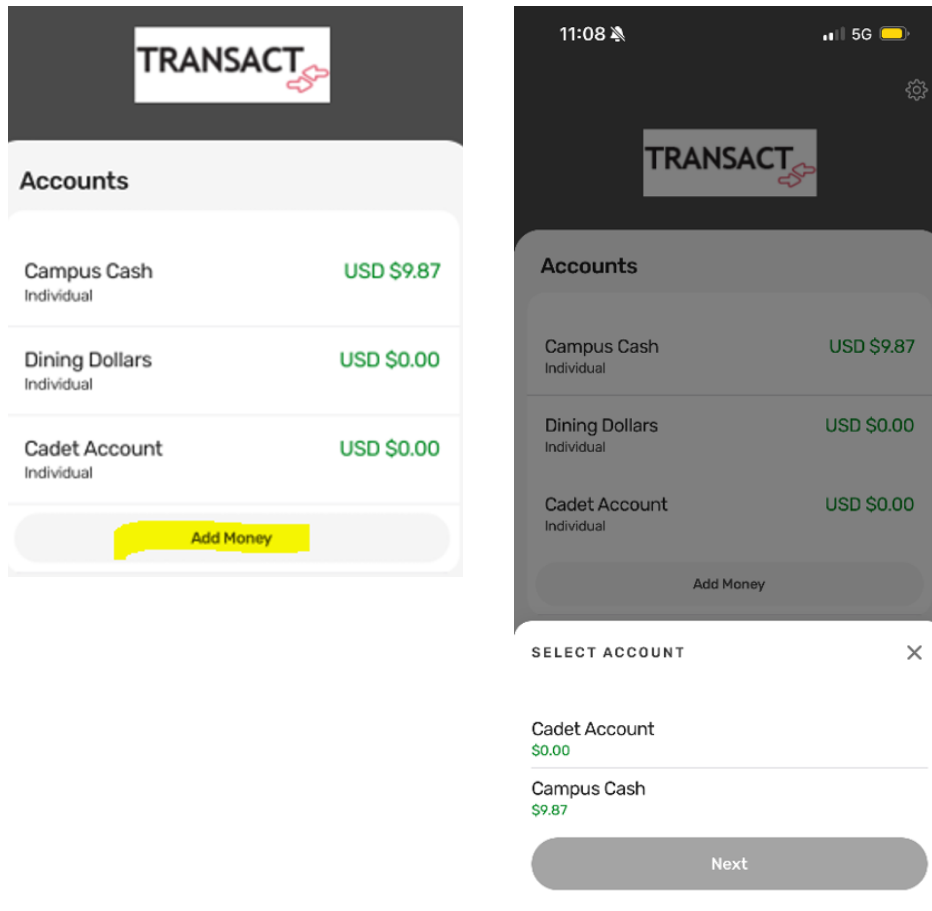 TRANSACT
Accounts
Campus Cash USD $9.87
Individual
Dining Dollars USD $0.00
Individual
Cadet Account USD $0.00
Individual
Add Money
11:08 5G
TRANSACT
Accounts
Campus Cash USD $9.87
Individual
Dining Dollars USD $0.00
Individual
Cadet Account USD $0.00
Individual
Add Money
SELECT ACCOUNT
Cadet Account
$0.00
Campus Cash
$9.87
Next